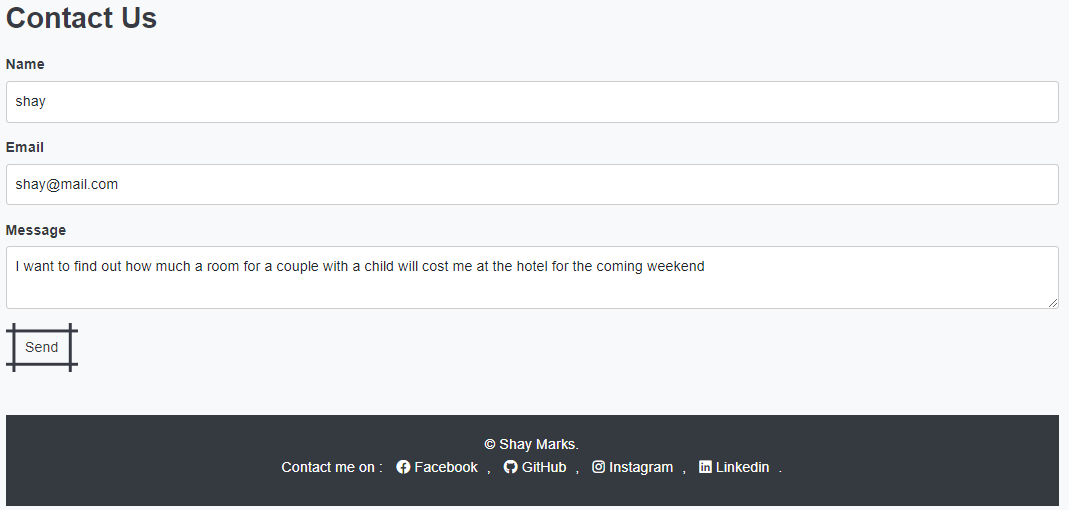 Contact Us
Name
shay
Email
shay@mail.com
Message
I want to find out how much a room for a couple with a child will cost me at the hotel for the coming weekend
Send
© Shay Marks.
Contact me on : Facebook , GitHub , Instagram , Linkedin .